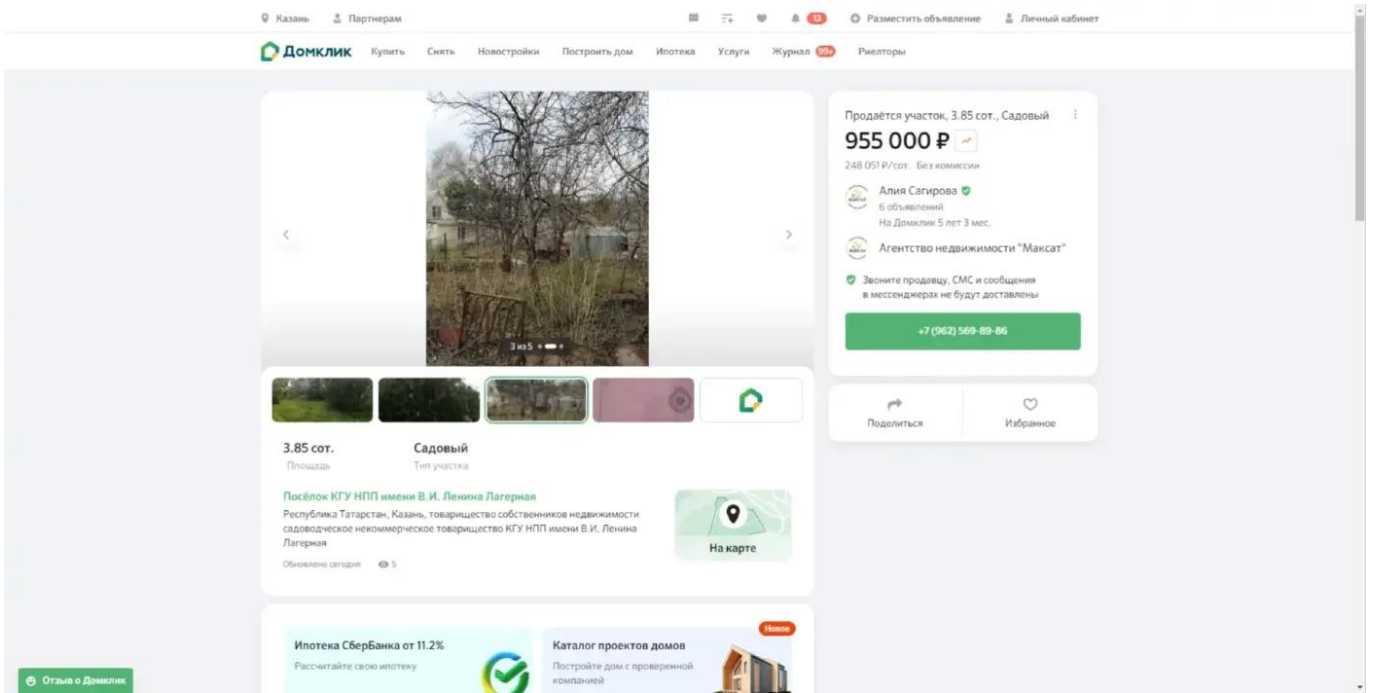 Казань Партнерам 13 Разместить объявление Личный кабинет
Домклик Купить Снять Новостройки Построить дом Ипотека Услуги Журнал 99+ Риелторы
Продаётся участок, 3.85 сот., Садовый
955 000 ₽
248 051 ₽/сот. Без комиссии
Алия Сагирова
6 объявлений
На Домклик 5 лет 3 мес.
Агентство недвижимости "Максат"
Звоните продавцу, СМС и сообщения
в мессенджерах не будут доставлены
+7 (962) 569-89-86
Поделиться Избранное
3 из 5
3.85 сот. Садовый
Площадь Тип участка
Посёлок КГУ НПП имени В.И. Ленина Лагерная
Республика Татарстан, Казань, товарищество собственников недвижимости
садоводческое некоммерческое товарищество КГУ НПП имени В.И. Ленина
Лагерная
На карте
Обновлено сегодня 5
Новое
Ипотека СберБанка от 11.2% Каталог проектов домов
Рассчитайте свою ипотеку Постройте дом с проверенной
компанией
Отзыв о Домклик